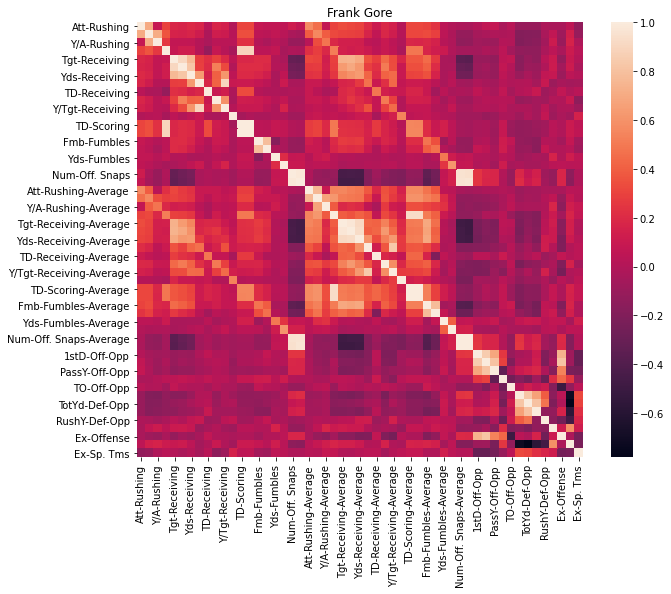 Frank Gore
Att-Rushing
Y/A-Rushing
Tgt-Receiving
Yds-Receiving
TD-Receiving
Y/Tgt-Receiving
TD-Scoring
Fmb-Fumbles
Yds-Fumbles
Num-Off. Snaps
Att-Rushing-Average
Y/A-Rushing-Average
Tgt-Receiving-Average
Yds-Receiving-Average
TD-Receiving-Average
Y/Tgt-Receiving-Average
TD-Scoring-Average
Fmb-Fumbles-Average
Yds-Fumbles-Average
Num-Off. Snaps-Average
1stD-Off-Opp
PassY-Off-Opp
TO-Off-Opp
TotYd-Def-Opp
RushY-Def-Opp
Ex-Offense
Ex-Sp. Tms
Att-Rushing
Y/A-Rushing
Tgt-Receiving
Yds-Receiving
TD-Receiving
Y/Tgt-Receiving
TD-Scoring
Fmb-Fumbles
Yds-Fumbles
Num-Off. Snaps
Att-Rushing-Average
Y/A-Rushing-Average
Tgt-Receiving-Average
Yds-Receiving-Average
TD-Receiving-Average
Y/Tgt-Receiving-Average
TD-Scoring-Average
Fmb-Fumbles-Average
Yds-Fumbles-Average
Num-Off. Snaps-Average
1stD-Off-Opp
PassY-Off-Opp
TO-Off-Opp
TotYd-Def-Opp
RushY-Def-Opp
Ex-Offense
Ex-Sp. Tms
1.0
0.8
0.6
0.4
0.2
0.0
−0.2
−0.4
−0.6